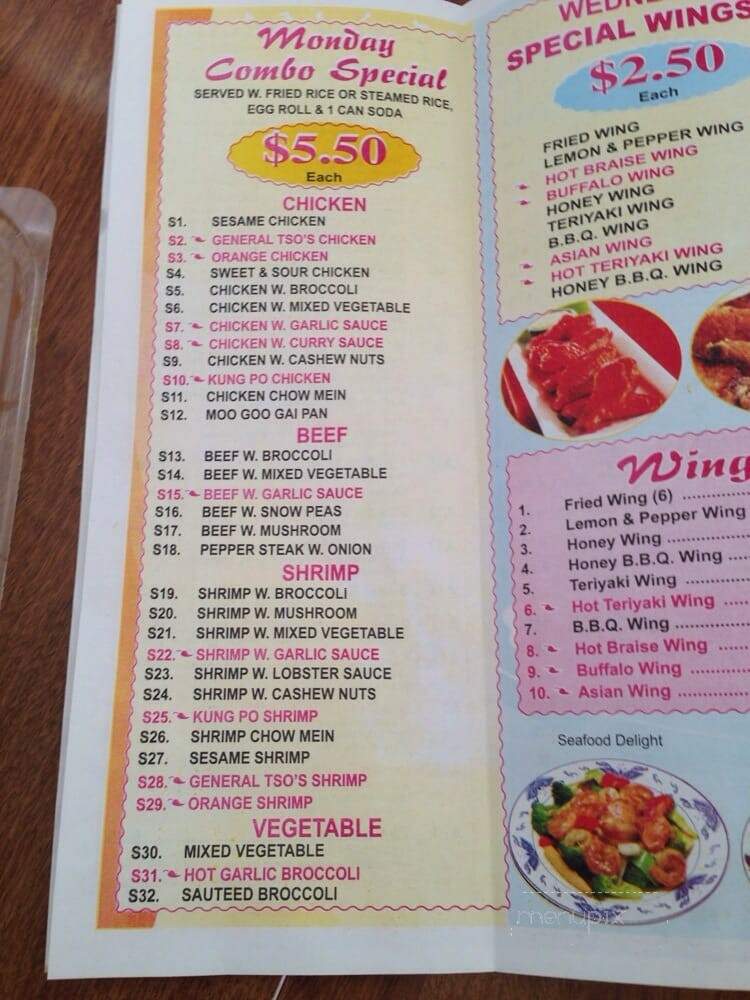 Monday
Combo Special
SERVED W. FRIED RICE OR STEAMED RICE,
EGG ROLL & 1 CAN SODA
$5.50
Each
CHICKEN
S1. SESAME CHICKEN
S2. GENERAL TSO'S CHICKEN
S3. ORANGE CHICKEN
S4. SWEET & SOUR CHICKEN
S5. CHICKEN W. BROCCOLI
S6. CHICKEN W. MIXED VEGETABLE
S7. CHICKEN W. GARLIC SAUCE
S8. CHICKEN W. CURRY SAUCE
S9. CHICKEN W. CASHEW NUTS
S10. KUNG PO CHICKEN
S11. CHICKEN CHOW MEIN
S12. MOO GOO GAI PAN
BEEF
S13. BEEF W. BROCCOLI
S14. BEEF W. MIXED VEGETABLE
S15. BEEF W. GARLIC SAUCE
S16. BEEF W. SNOW PEAS
S17. BEEF W. MUSHROOM
S18. PEPPER STEAK W. ONION
SHRIMP
S19. SHRIMP W. BROCCOLI
S20. SHRIMP W. MUSHROOM
S21. SHRIMP W. MIXED VEGETABLE
S22. SHRIMP W. GARLIC SAUCE
S23. SHRIMP W. LOBSTER SAUCE
S24. SHRIMP W. CASHEW NUTS
S25. KUNG PO SHRIMP
S26. SHRIMP CHOW MEIN
S27. SESAME SHRIMP
S28. GENERAL TSO'S SHRIMP
S29. ORANGE SHRIMP
VEGETABLE
S30. MIXED VEGETABLE
S31. HOT GARLIC BROCCOLI
S32. SAUTEED BROCCOLI
SPECIAL WINGS
$2.50
Each
FRIED WING
LEMON & PEPPER WING
HOT BRAISE WING
BUFFALO WING
HONEY WING
TERIYAKI WING
B.B.Q. WING
ASIAN WING
HOT TERIYAKI WING
HONEY B.B.Q. WING
Wing
1. Fried Wing (6)
2. Lemon & Pepper Wing
3. Honey Wing
4. Honey B.B.Q. Wing
5. Teriyaki Wing
6. Hot Teriyaki Wing
7. B.B.Q. Wing
8. Hot Braise Wing
9. Buffalo Wing
10. Asian Wing
Seafood Delight
menupix